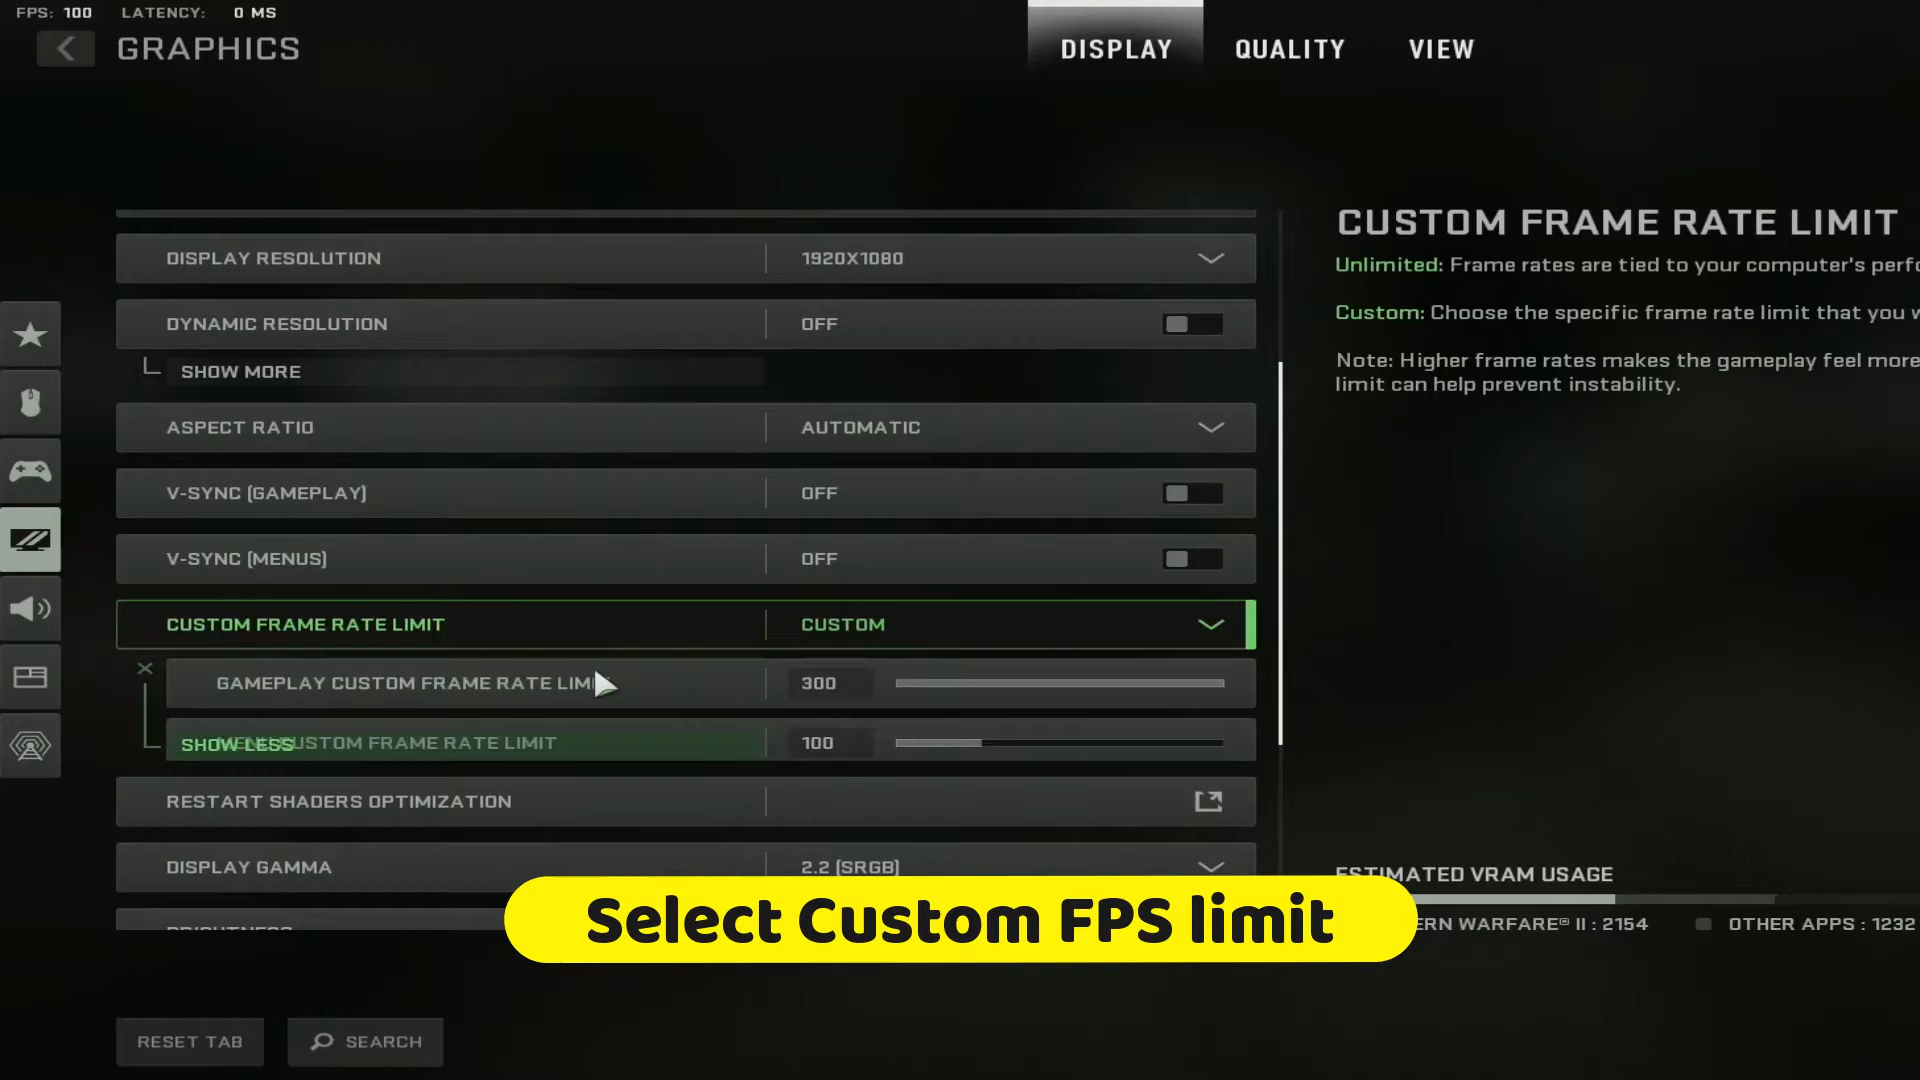 FPS: 100 LATENCY: 0 MS
GRAPHICS
DISPLAY QUALITY VIEW
DISPLAY RESOLUTION 1920X1080
DYNAMIC RESOLUTION OFF
SHOW MORE
ASPECT RATIO AUTOMATIC
V-SYNC (GAMEPLAY) OFF
V-SYNC (MENUS) OFF
CUSTOM FRAME RATE LIMIT CUSTOM
GAMEPLAY CUSTOM FRAME RATE LIMIT 300
SHOW LESS
MENU CUSTOM FRAME RATE LIMIT 100
RESTART SHADERS OPTIMIZATION
DISPLAY GAMMA 2.2 (SRGB)
BRIGHTNESS
RESET TAB SEARCH
CUSTOM FRAME RATE LIMIT
Unlimited: Frame rates are tied to your computer's perfo
Custom: Choose the specific frame rate limit that you w
Note: Higher frame rates makes the gameplay feel more
limit can help prevent instability.
ESTIMATED VRAM USAGE
ERN WARFARE® II : 2154 OTHER APPS : 1232
Select Custom FPS limit